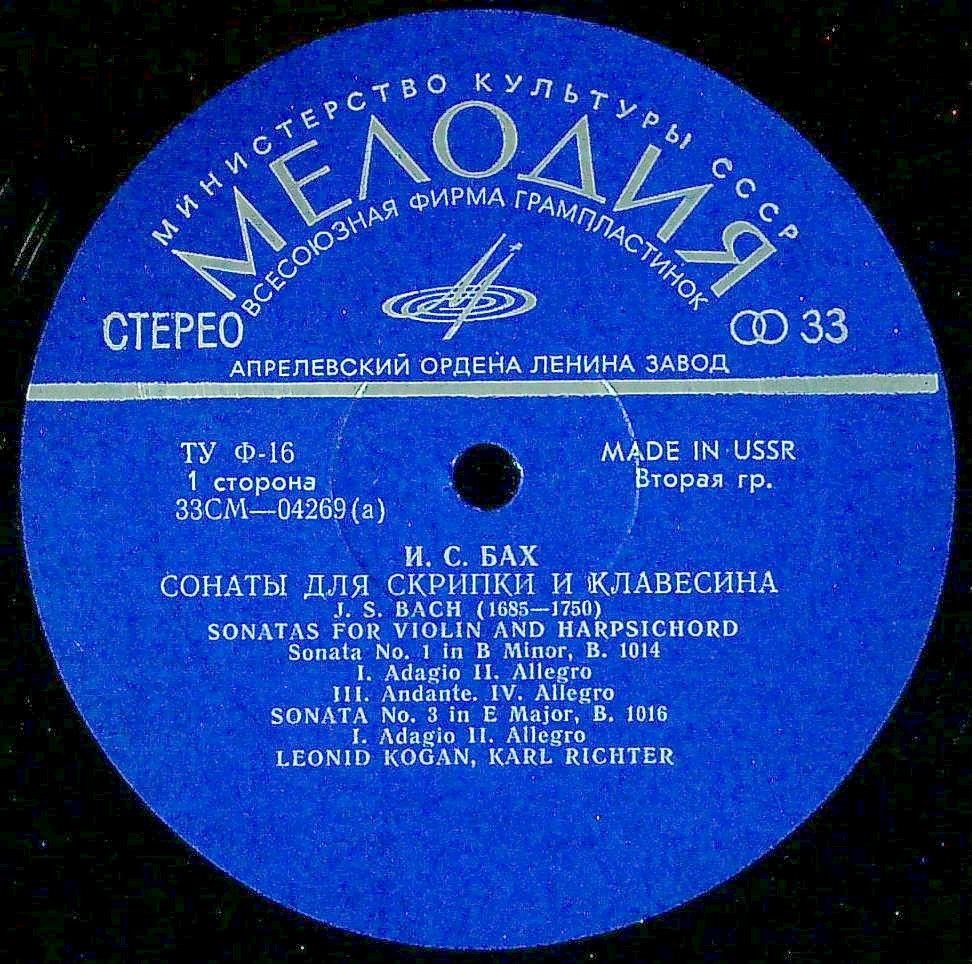 МИНИСТЕРСТВО КУЛЬТУРЫ СССР
МЕЛОДИЯ
ВСЕСОЮЗНАЯ ФИРМА ГРАМПЛАСТИНОК
СТЕРЕО
33
АПРЕЛЕВСКИЙ ОРДЕНА ЛЕНИНА ЗАВОД
ТУ Ф-16
1 сторона
33СМ—04269(а)
MADE IN USSR
Вторая гр.
И. С. БАХ
СОНАТЫ ДЛЯ СКРИПКИ И КЛАВЕСИНА
J. S. BACH (1685—1750)
SONATAS FOR VIOLIN AND HARPSICHORD
Sonata No. 1 in B Minor, B. 1014
I. Adagio II. Allegro
III. Andante. IV. Allegro
SONATA No. 3 in E Major, B. 1016
I. Adagio II. Allegro
LEONID KOGAN, KARL RICHTER